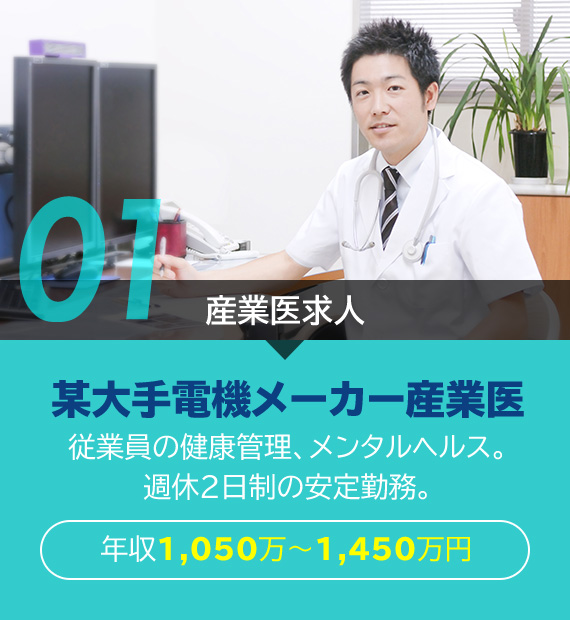 01
産業医求人
某大手電機メーカー産業医
従業員の健康管理、メンタルヘルス。
週休2日制の安定勤務。
年収1,050万～1,450万円